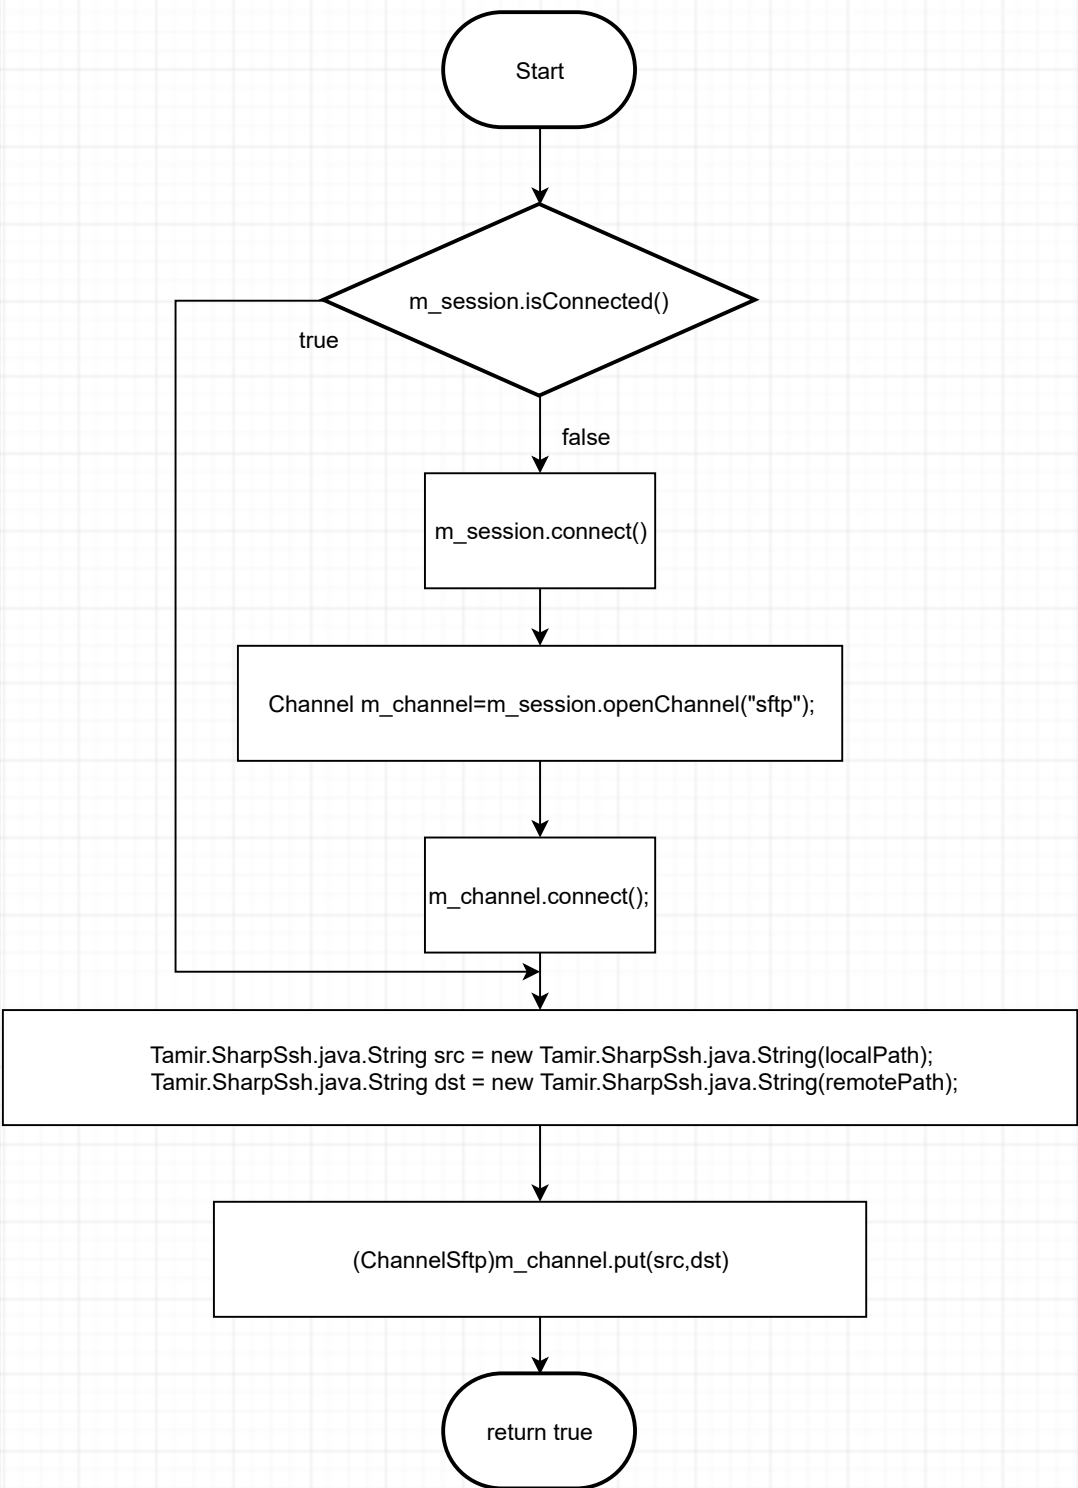 Start
m_session.isConnected()
true
false
m_session.connect()
Channel m_channel=m_session.openChannel("sftp");
m_channel.connect();
Tamir.SharpSsh.java.String src = new Tamir.SharpSsh.java.String(localPath);
Tamir.SharpSsh.java.String dst = new Tamir.SharpSsh.java.String(remotePath);
(ChannelSftp)m_channel.put(src,dst)
return true